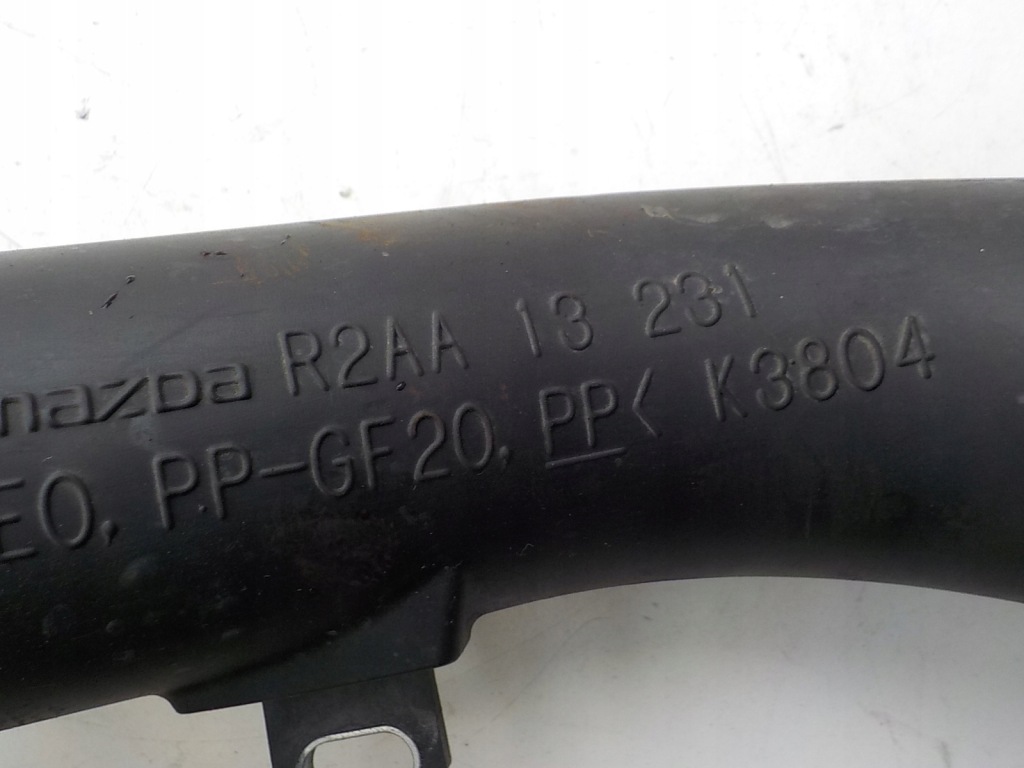 mazda R2AA 13 231
EO, PP-GF20, PP< K3804